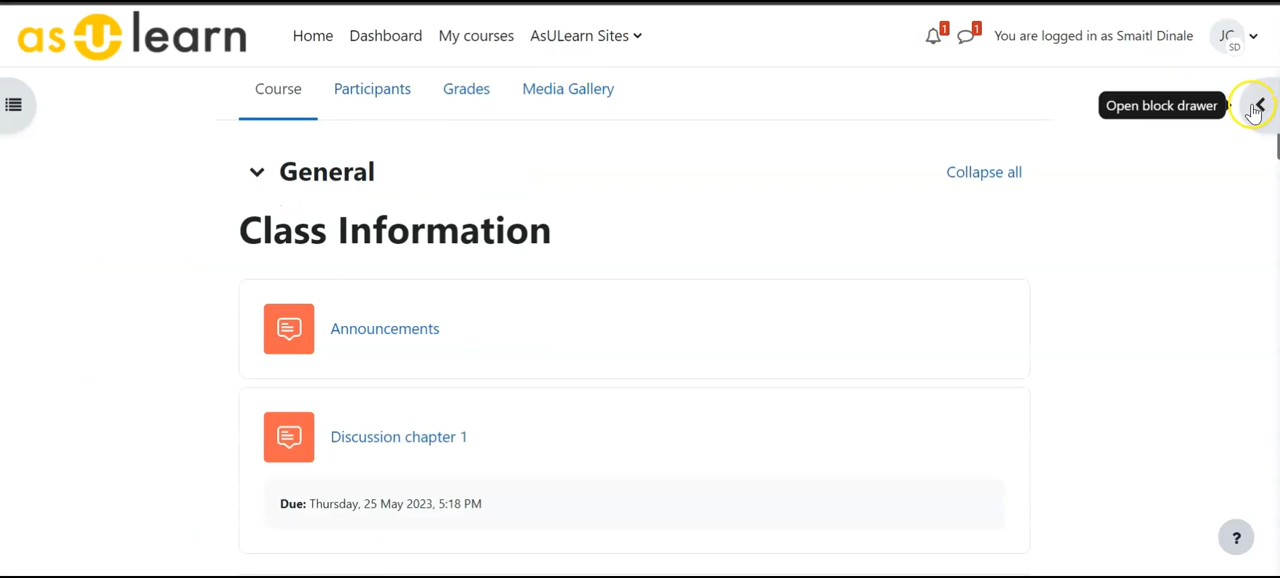 asULearn Home Dashboard My courses AsULearn Sites 1 1 You are logged in as Smaitl Dinale JC SD
Course Participants Grades Media Gallery Open block drawer
General Collapse all
Class Information
Announcements
Discussion chapter 1
Due: Thursday, 25 May 2023, 5:18 PM
?